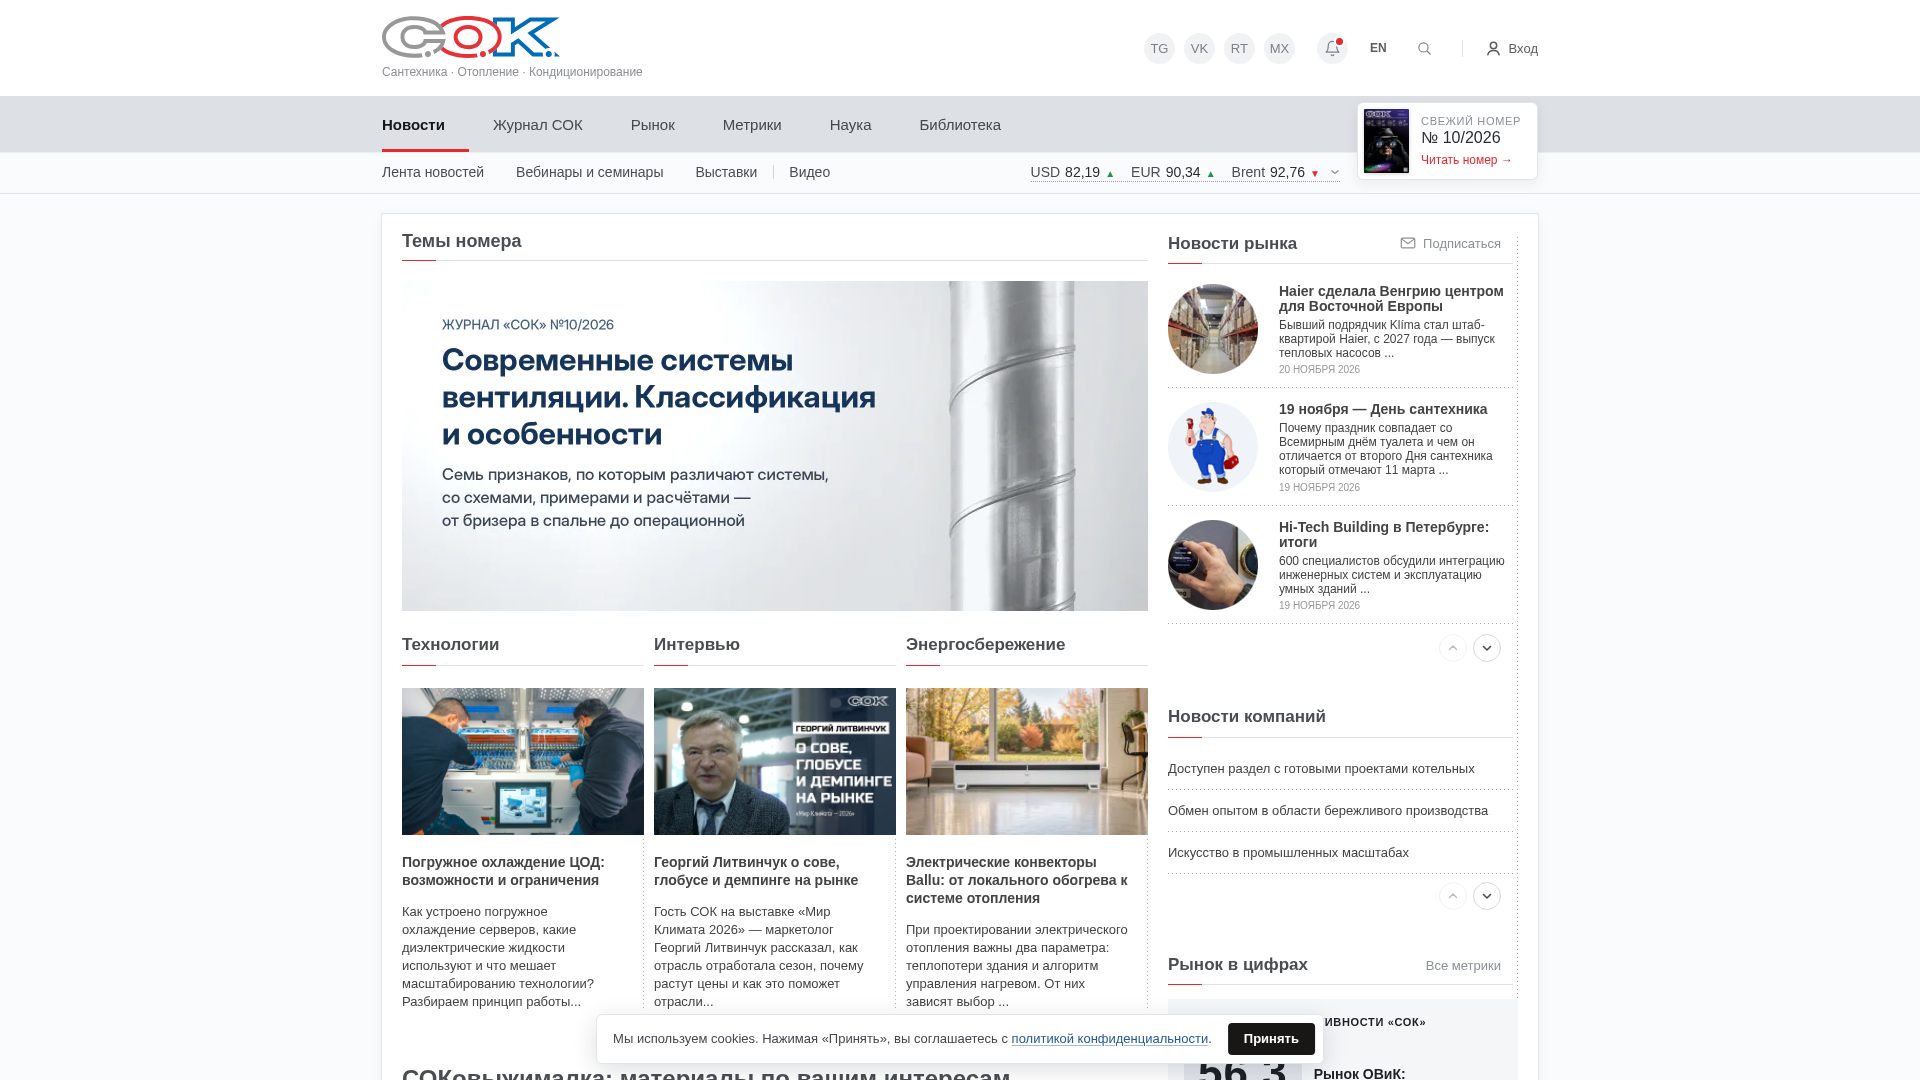 С.О.К.
Сантехника · Отопление · Кондиционирование
TG
VK
RT
MX
EN
Вход
Новости
Журнал СОК
Рынок
Метрики
Наука
Библиотека
СОК
СВЕЖИЙ НОМЕР
№ 10/2026
Читать номер →
Лента новостей
Вебинары и семинары
Выставки
Видео
USD 82,19 ▲ EUR 90,34 ▲ Brent 92,76 ▼
Темы номера
ЖУРНАЛ «СОК» №10/2026
Современные системы
вентиляции. Классификация
и особенности
Семь признаков, по которым различают системы,
со схемами, примерами и расчётами —
от бризера в спальне до операционной
Технологии
Погружное охлаждение ЦОД:
возможности и ограничения
Как устроено погружное
охлаждение серверов, какие
диэлектрические жидкости
используют и что мешает
масштабированию технологии?
Разбираем принцип работы...
Интервью
СОК
ГЕОРГИЙ ЛИТВИНЧУК
О СОВЕ,
ГЛОБУСЕ
И ДЕМПИНГЕ
НА РЫНКЕ
«Мир Климата — 2026»
Георгий Литвинчук о сове,
глобусе и демпинге на рынке
Гость СОК на выставке «Мир
Климата 2026» — маркетолог
Георгий Литвинчук рассказал, как
отрасль отработала сезон, почему
растут цены и как это поможет
отрасли...
Энергосбережение
Электрические конвекторы
Ballu: от локального обогрева к
системе отопления
При проектировании электрического
отопления важны два параметра:
теплопотери здания и алгоритм
управления нагревом. От них
зависят выбор ...
Новости рынка
Подписаться
Haier сделала Венгрию центром
для Восточной Европы
Бывший подрядчик Klíma стал штаб-
квартирой Haier, с 2027 года — выпуск
тепловых насосов ...
20 НОЯБРЯ 2026
19 ноября — День сантехника
Почему праздник совпадает со
Всемирным днём туалета и чем он
отличается от второго Дня сантехника
который отмечают 11 марта ...
19 НОЯБРЯ 2026
Hi-Tech Building в Петербурге:
итоги
600 специалистов обсудили интеграцию
инженерных систем и эксплуатацию
умных зданий ...
19 НОЯБРЯ 2026
Новости компаний
Доступен раздел с готовыми проектами котельных
Обмен опытом в области бережливого производства
Искусство в промышленных масштабах
Рынок в цифрах
Все метрики
ИВНОСТИ «СОК»
56,3
Рынок ОВиК:
Мы используем cookies. Нажимая «Принять», вы соглашаетесь с политикой конфиденциальности.
Принять
СОКовыжималка: материалы по вашим интересам